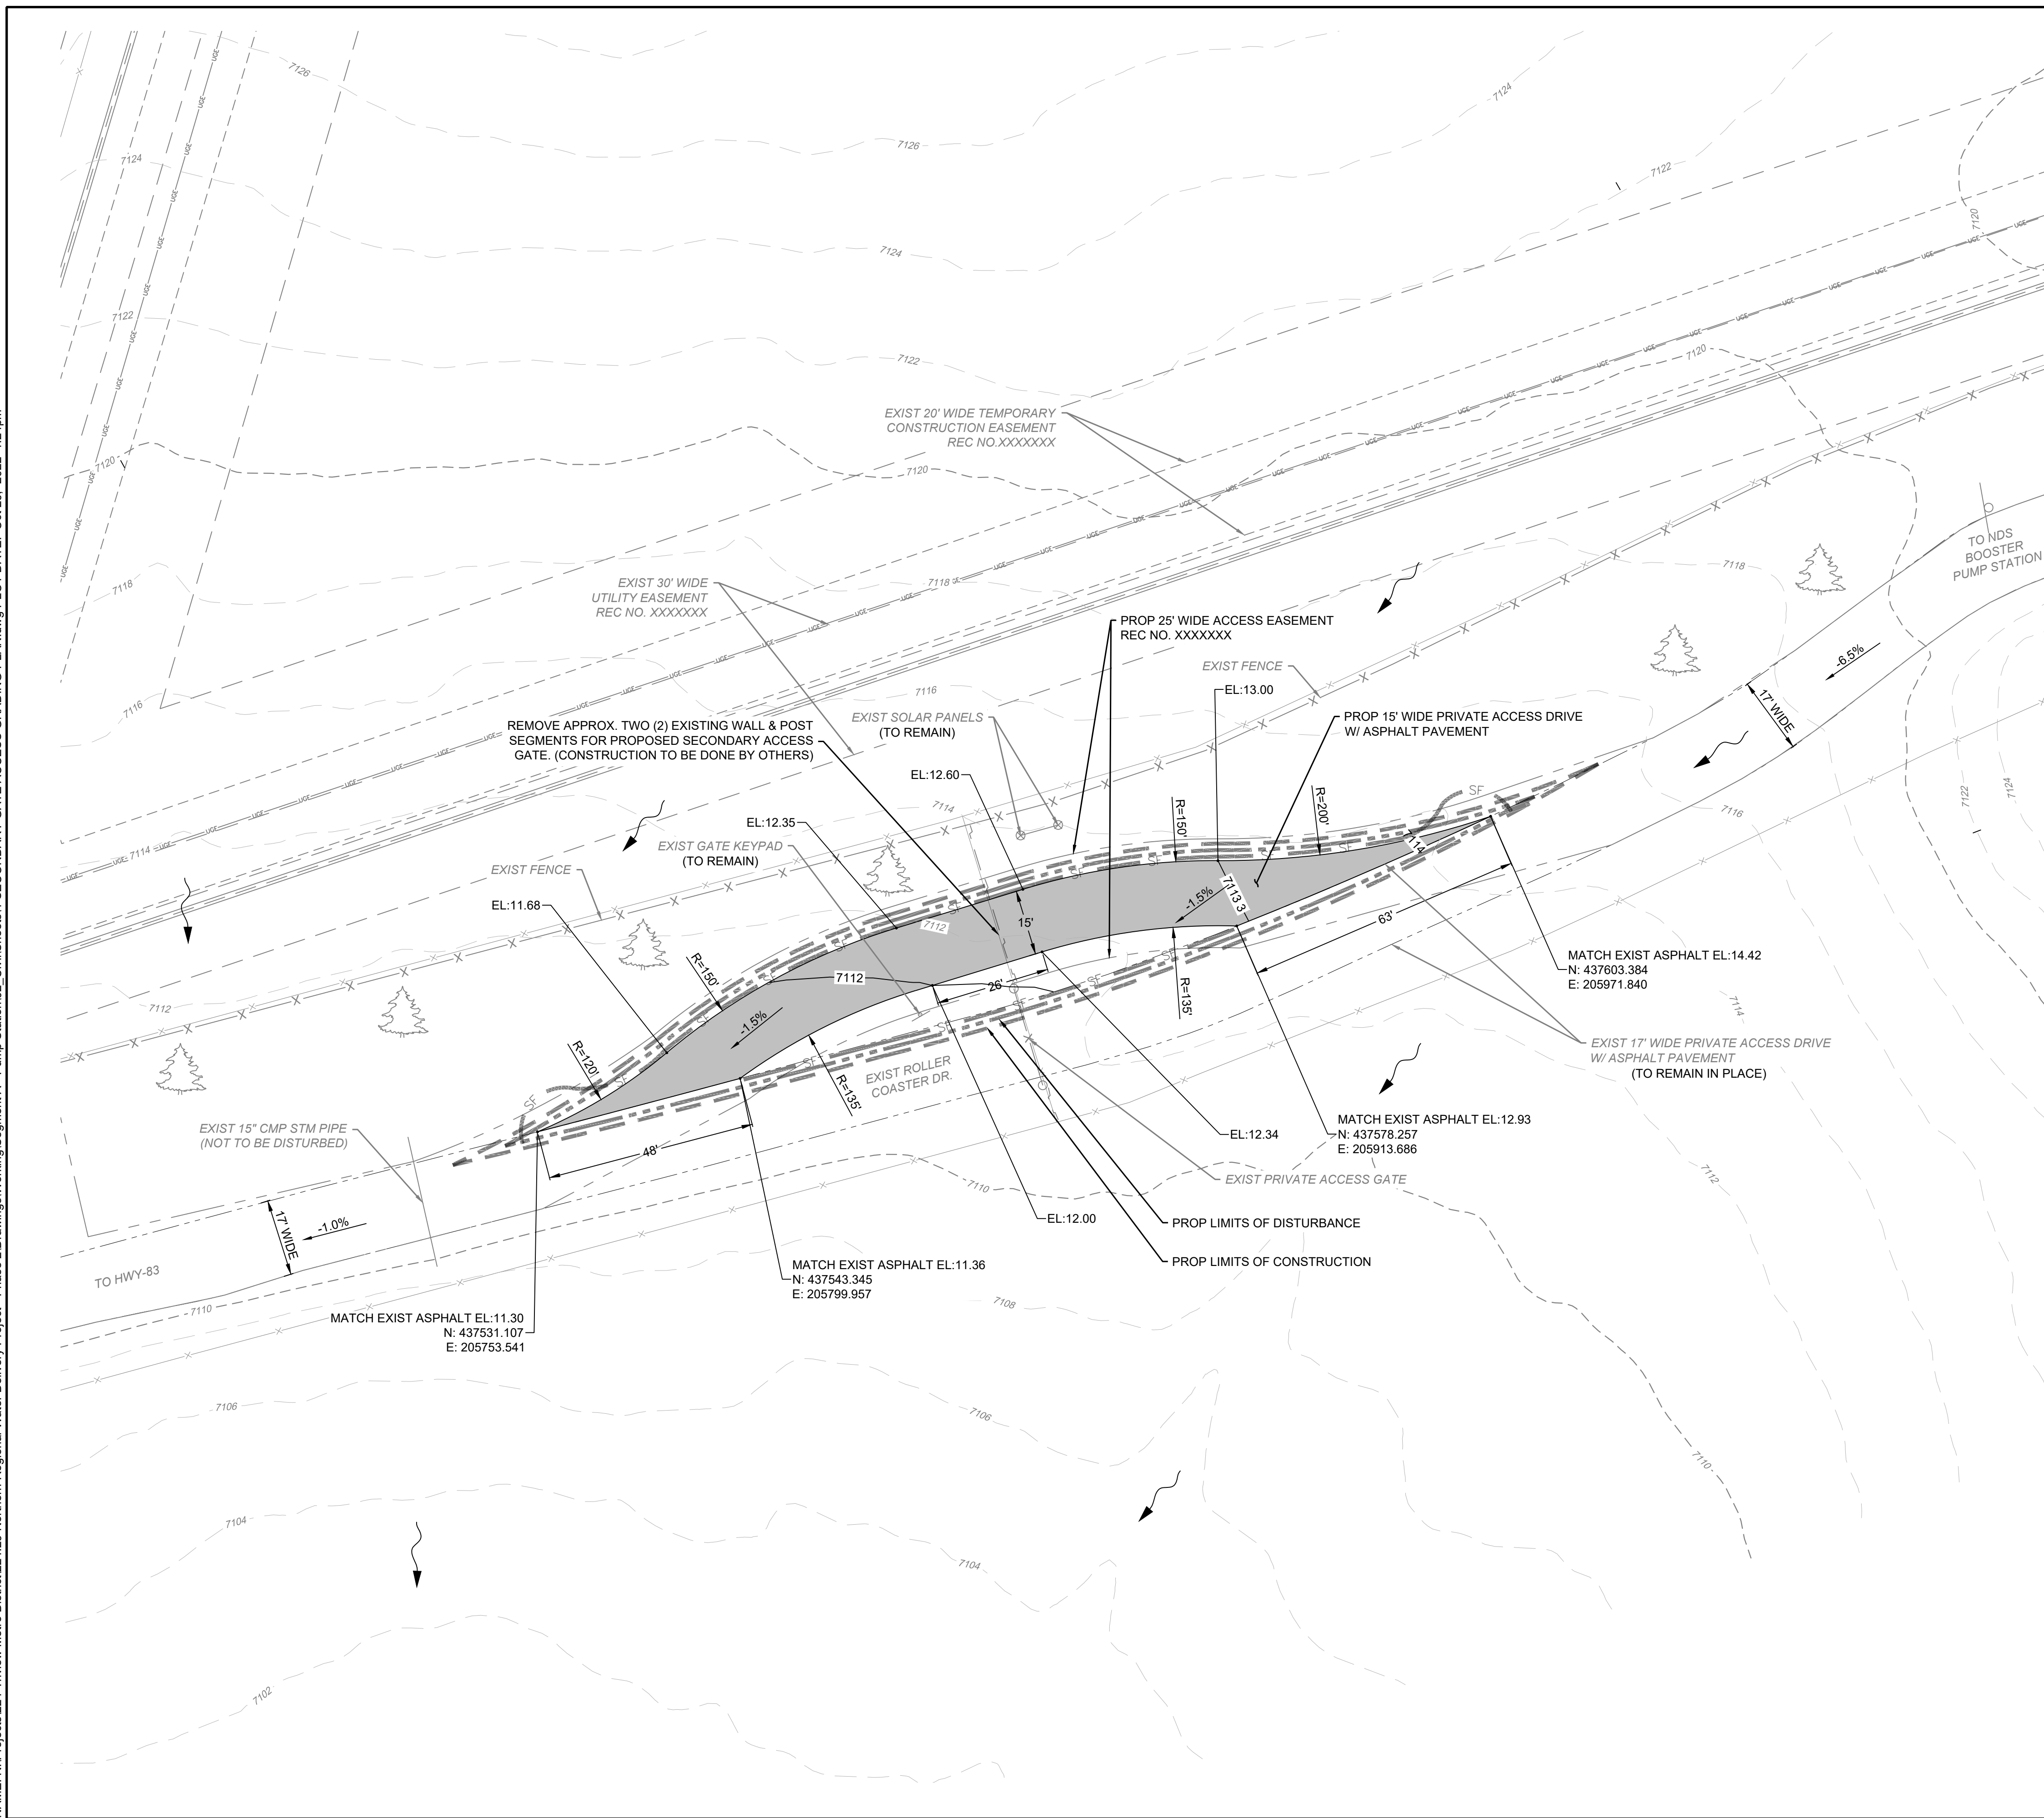 7126
7124
7126
7124
7122
7120
7124
7122
7122
7120
EXIST 20' WIDE TEMPORARY
CONSTRUCTION EASEMENT
REC NO.XXXXXXX
7120
7120
TO NDS
BOOSTER
PUMP STATION
7118
7118
7118
EXIST 30' WIDE
UTILITY EASEMENT
REC NO. XXXXXXX
PROP 25' WIDE ACCESS EASEMENT
REC NO. XXXXXXX
EXIST FENCE
-6.5%
EL:13.00
7116
7116
17' WIDE
EXIST SOLAR PANELS
(TO REMAIN)
PROP 15' WIDE PRIVATE ACCESS DRIVE
W/ ASPHALT PAVEMENT
REMOVE APPROX. TWO (2) EXISTING WALL & POST
SEGMENTS FOR PROPOSED SECONDARY ACCESS
GATE. (CONSTRUCTION TO BE DONE BY OTHERS)
EL:12.60
7122
7124
SF
7114
R=150'
R=200'
7116
EL:12.35
EXIST GATE KEYPAD
(TO REMAIN)
7114
EXIST FENCE
7113.3
-1.5%
EL:11.68
7112
15'
63'
R=150'
7112
26'
R=135'
MATCH EXIST ASPHALT EL:14.42
N: 437603.384
E: 205971.840
7112
-1.5%
7114
R=120'
EXIST ROLLER
COASTER DR.
R=135'
EXIST 17' WIDE PRIVATE ACCESS DRIVE
W/ ASPHALT PAVEMENT
(TO REMAIN IN PLACE)
SF
EXIST 15" CMP STM PIPE
(NOT TO BE DISTURBED)
48'
EL:12.34
MATCH EXIST ASPHALT EL:12.93
N: 437578.257
E: 205913.686
7110
EXIST PRIVATE ACCESS GATE
7112
17' WIDE
-1.0%
EL:12.00
PROP LIMITS OF DISTURBANCE
PROP LIMITS OF CONSTRUCTION
TO HWY-83
MATCH EXIST ASPHALT EL:11.36
N: 437543.345
E: 205799.957
7110
7108
MATCH EXIST ASPHALT EL:11.30
N: 437531.107
E: 205753.541
7106
7106
7110
7104
7104
7102